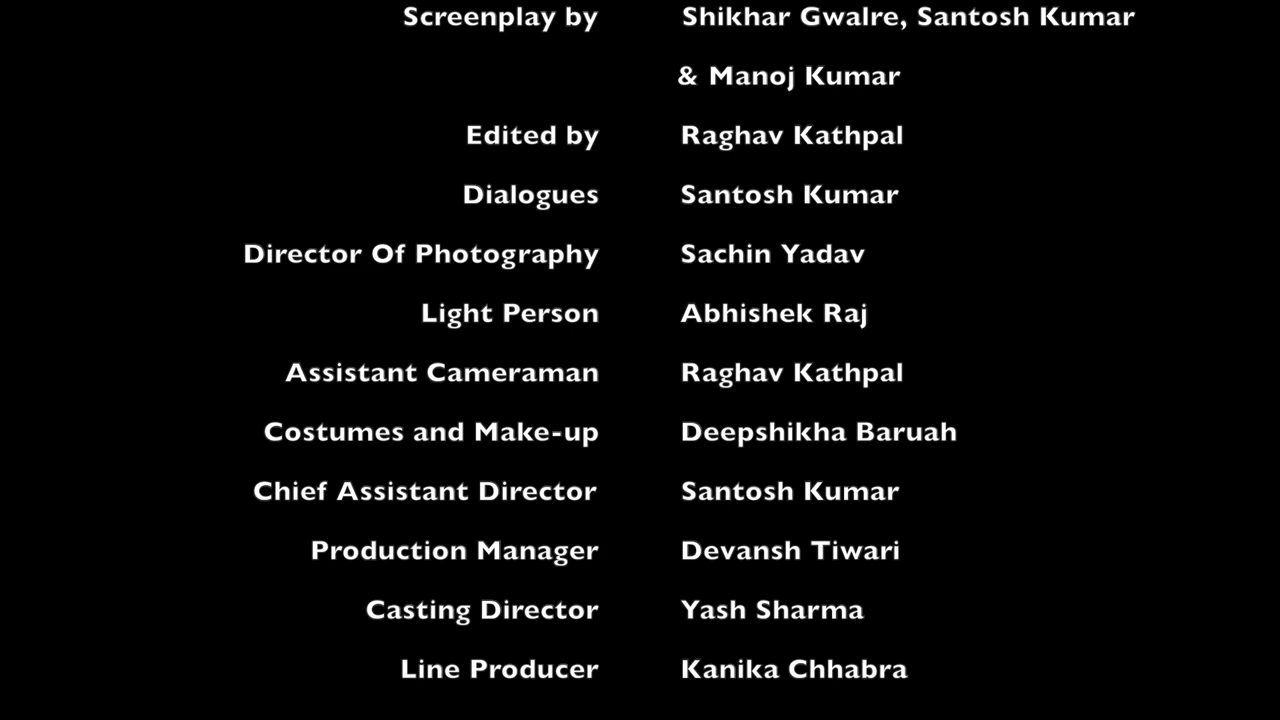 Screenplay by Shikhar Gwalre, Santosh Kumar
& Manoj Kumar
Edited by Raghav Kathpal
Dialogues Santosh Kumar
Director Of Photography Sachin Yadav
Light Person Abhishek Raj
Assistant Cameraman Raghav Kathpal
Costumes and Make-up Deepshikha Baruah
Chief Assistant Director Santosh Kumar
Production Manager Devansh Tiwari
Casting Director Yash Sharma
Line Producer Kanika Chhabra